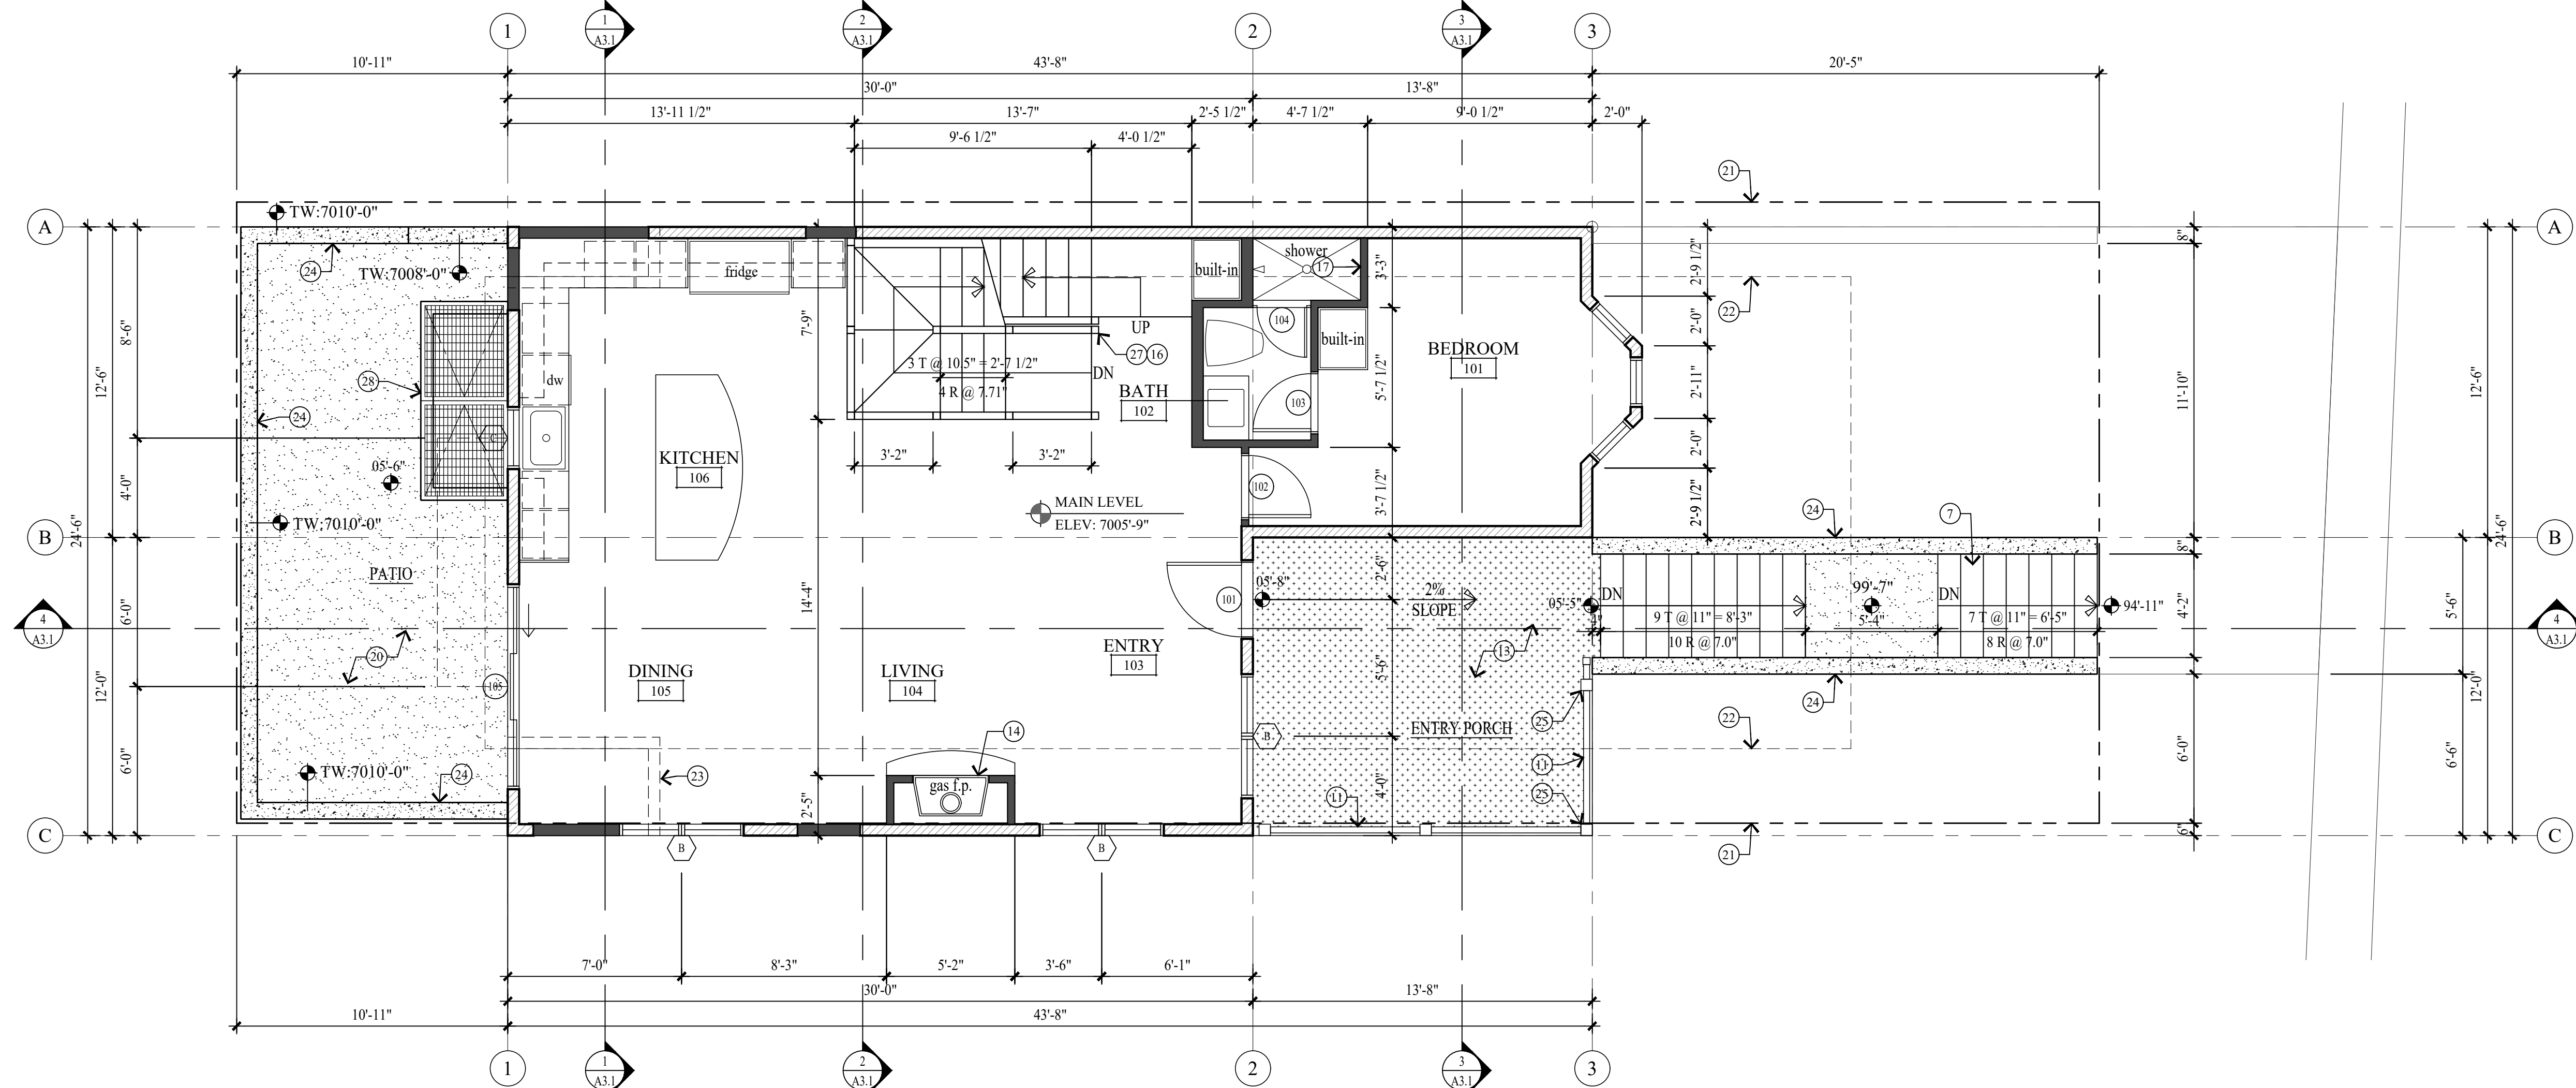 1
1
A3.1
2
A3.1
2
3
A3.1
3
10'-11"
43'-8"
20'-5"
30'-0"
13'-8"
13'-11 1/2"
13'-7"
2'-5 1/2"
4'-7 1/2"
9'-0 1/2"
2'-0"
9'-6 1/2"
4'-0 1/2"
21
TW:7010'-0"
A
A
8"
24
TW:7008'-0"
fridge
built-in
shower
17
3'-3"
2'-9 1/2"
22
8'-6"
12'-6"
7'-9"
UP
27
16
104
built-in
2'-0"
BEDROOM
101
3 T @ 10.5" = 2'-7 1/2"
DN
4 R @ 7.71"
BATH
102
5'-7 1/2"
103
2'-11"
11'-10"
12'-6"
28
dw
24
C
05'-6"
KITCHEN
106
3'-2"
3'-2"
2'-0"
4'-0"
102
3'-7 1/2"
2'-9 1/2"
MAIN LEVEL
ELEV: 7005'-9"
TW:7010'-0"
24
7
B
24'-6"
24'-6"
B
8"
PATIO
6'-0"
14'-4"
101
05'-8"
2'-6"
2%
SLOPE
05'-5"
DN
99'-7"
DN
94'-11"
4'-2"
5'-6"
4
A3.1
4"
9 T @ 11" = 8'-3"
5'-4"
7 T @ 11" = 6'-5"
10 R @ 7.0"
8 R @ 7.0"
4
A3.1
20
13
ENTRY
103
DINING
105
LIVING
104
105
12'-0"
5'-6"
12'-0"
24
25
22
14
B
ENTRY PORCH
6'-0"
6'-0"
6'-6"
TW:7010'-0"
24
23
gas f.p.
2'-5"
4'-0"
11
11
25
6"
C
C
B
B
21
7'-0"
8'-3"
5'-2"
3'-6"
6'-1"
30'-0"
13'-8"
10'-11"
43'-8"
1
1
A3.1
2
A3.1
2
3
A3.1
3